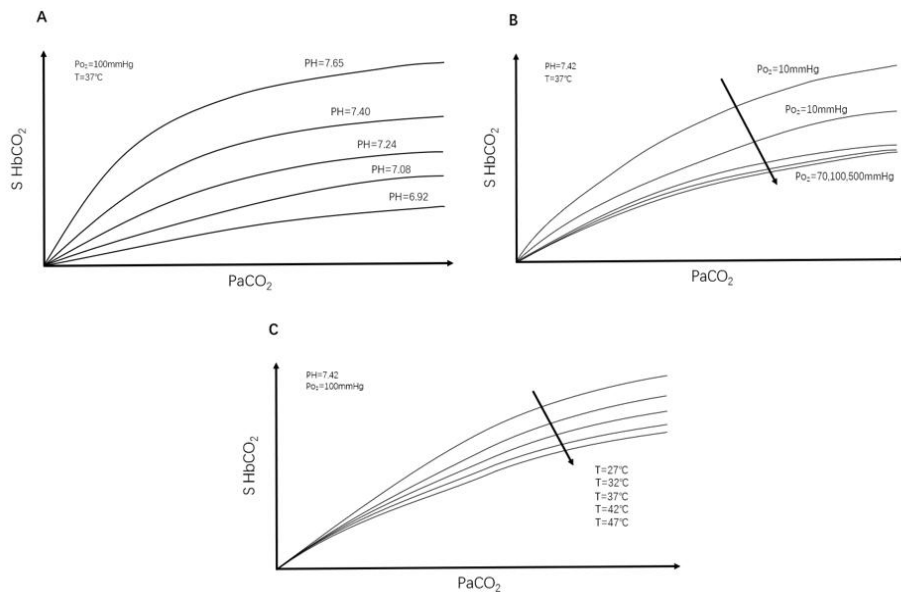 A
Po₂=100mmHg
T=37℃
PH=7.65
PH=7.40
PH=7.24
PH=7.08
PH=6.92
S HbCO₂
PaCO₂
B
PH=7.42
T=37℃
Po₂=10mmHg
Po₂=10mmHg
Po₂=70,100,500mmHg
S HbCO₂
PaCO₂
C
PH=7.42
Po₂=100mmHg
T=27℃
T=32℃
T=37℃
T=42℃
T=47℃
S HbCO₂
PaCO₂